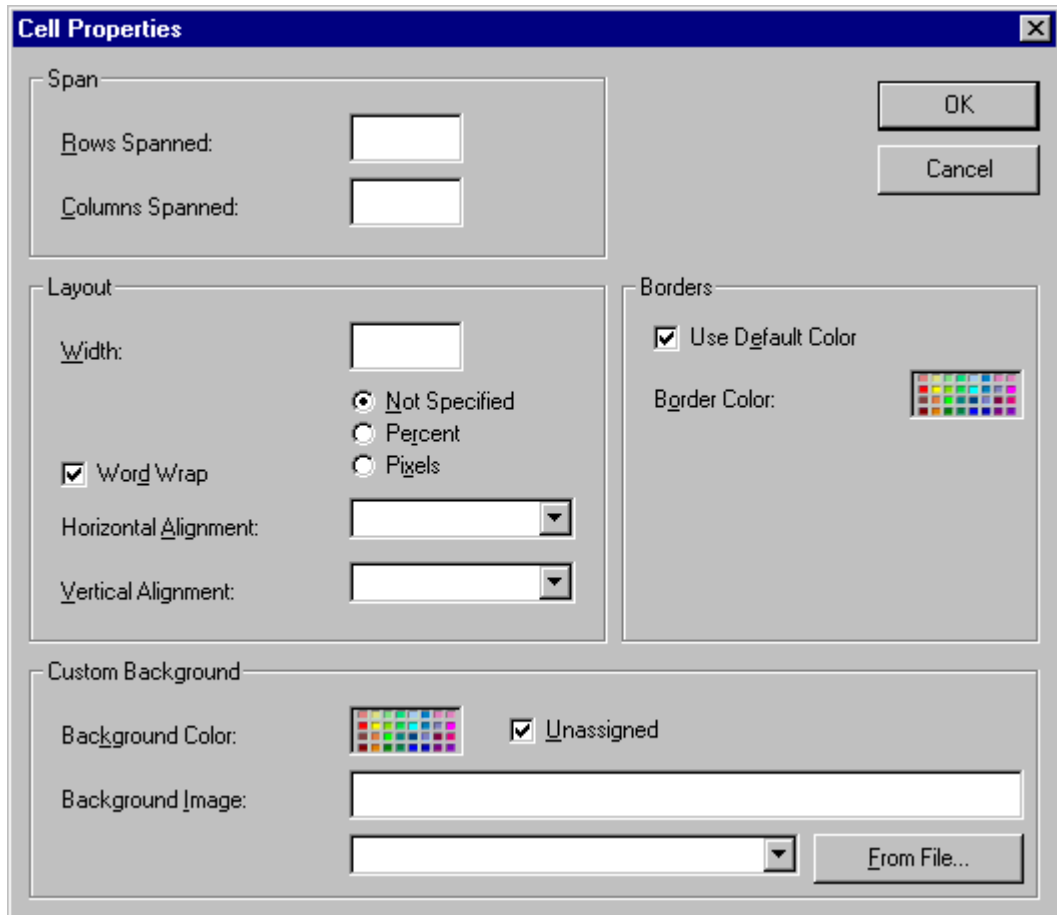 Cell Properties
Span
OK
Rows Spanned:
Cancel
Columns Spanned:
Layout
Borders
Width:
Use Default Color
Not Specified
Border Color:
Percent
Word Wrap
Pixels
Horizontal Alignment:
Vertical Alignment:
Custom Background
Background Color:
Unassigned
Background Image:
From File...